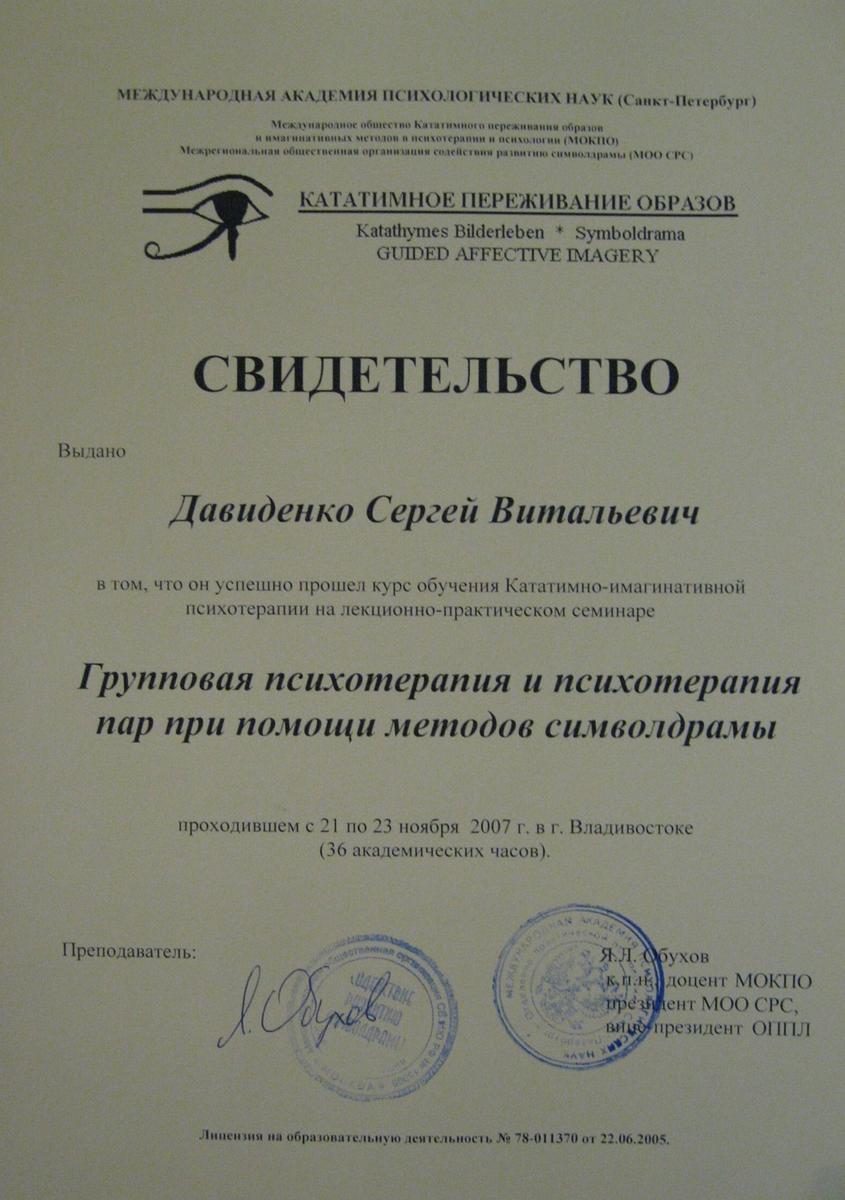 МЕЖДУНАРОДНАЯ АКАДЕМИЯ ПСИХОЛОГИЧЕСКИХ НАУК (Санкт-Петербург)
Международное общество Кататимного переживания образов
и имагинативных методов в психотерапии и психологии (МОКПО)
Межрегиональная общественная организация содействия развитию символдрамы (МОО СРС)
КАТАТИМНОЕ ПЕРЕЖИВАНИЕ ОБРАЗОВ
Katathymes Bilderleben * Symboldrama
GUIDED AFFECTIVE IMAGERY
СВИДЕТЕЛЬСТВО
Выдано
Давиденко Сергей Витальевич
в том, что он успешно прошел курс обучения Кататимно-имагинативной
психотерапии на лекционно-практическом семинаре
Групповая психотерапия и психотерапия
пар при помощи методов символдрамы
проходившем с 21 по 23 ноября 2007 г. в г. Владивостоке
(36 академических часов).
Преподаватель:
Я. Обухов
Я.Л. Обухов
к.п.н., доцент МОКПО
президент МОО СРС,
вице-президент ОППЛ
МЕЖДУНАРОДНАЯ АКАДЕМИЯ НАУК
Лицензия на образовательную деятельность № 78-011370 от 22.06.2005.